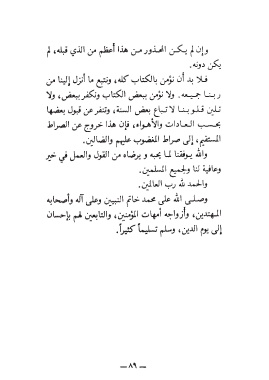 وإن لم يكن المحذور من هذا أعظم من الذي قبله، لم
يكن دونه.
فلا بد أن نؤمن بالكتاب كله، ونتبع ما أنزل إلينا من
ربنا جميعه. ولا نؤمن ببعض الكتاب ونكفر ببعض، ولا
تلين قلوبنا لاتباع بعض السنة، وتنفر عن قبول بعضها
بحسب العادات والأهواء، فإن هذا خروج عن الصراط
المستقيم، إلى صراط المغضوب عليهم والضالين.
والله يوفقنا لما يحبه و يرضاه من القول والعمل في خير
وعافية لنا ولجميع المسلمين.
والحمد لله رب العالمين.
وصلى الله على محمد خاتم النبيين وعلى آله وأصحابه
المهتدين، وأزواجه أمهات المؤمنين، والتابعين لهم بإحسان
إلى يوم الدين، وسلم تسليماً كثيراً.
— ٨٩ —